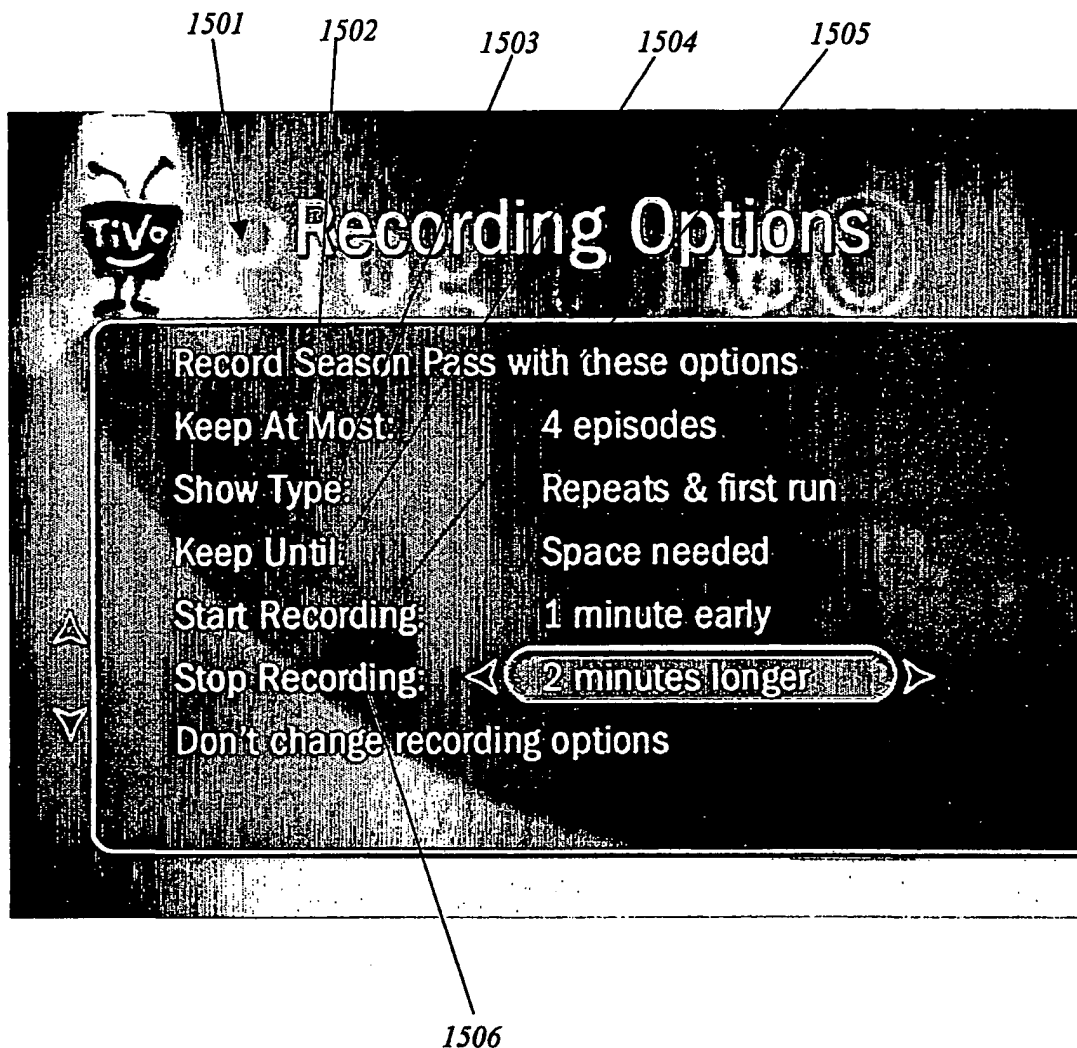 1501 1502 1503 1504 1505
TiVo Recording Options
Record Season Pass with these options
Keep At Most: 4 episodes
Show Type: Repeats & first run
Keep Until: Space needed
Start Recording: 1 minute early
Stop Recording: 2 minutes longer
Don't change recording options
1506